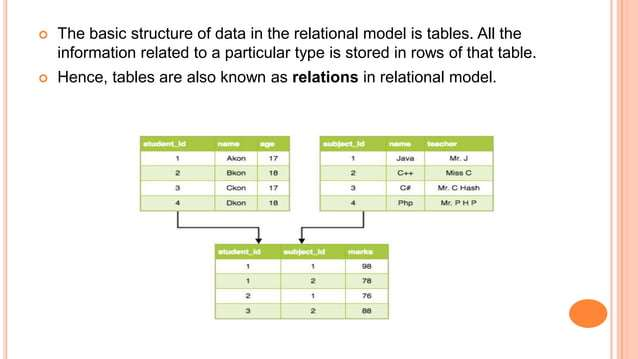 The basic structure of data in the relational model is tables. All the
information related to a particular type is stored in rows of that table.
Hence, tables are also known as relations in relational model.
student_id name age
1 Akon 17
2 Bkon 18
3 Ckon 17
4 Dkon 18
subject_id name teacher
1 Java Mr. J
2 C++ Miss C
3 C# Mr. C Hash
4 Php Mr. P H P
student_id subject_id marks
1 1 98
1 2 78
2 1 76
3 2 88